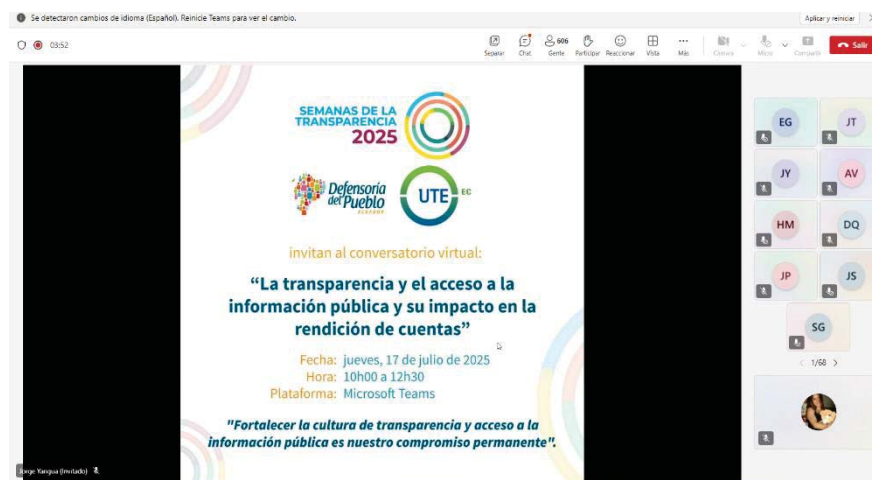 Se detectaron cambios de idioma (Español). Reinicie Teams para ver el cambio.
Aplicar y reiniciar
03:52
606
Separar Chat Gente Participar Reaccionar Vista Más Cámara Micro Compartir Salir
SEMANAS DE LA
TRANSPARENCIA
2025
Defensoría
del Pueblo
ECUADOR
UTE EC
invitan al conversatorio virtual:
“La transparencia y el acceso a la
información pública y su impacto en la
rendición de cuentas”
Fecha: jueves, 17 de julio de 2025
Hora: 10h00 a 12h30
Plataforma: Microsoft Teams
"Fortalecer la cultura de transparencia y acceso a la
información pública es nuestro compromiso permanente".
Jorge Yangua (Invitado)
EG JT
JY AV
HM DQ
JP JS
SG
1/68